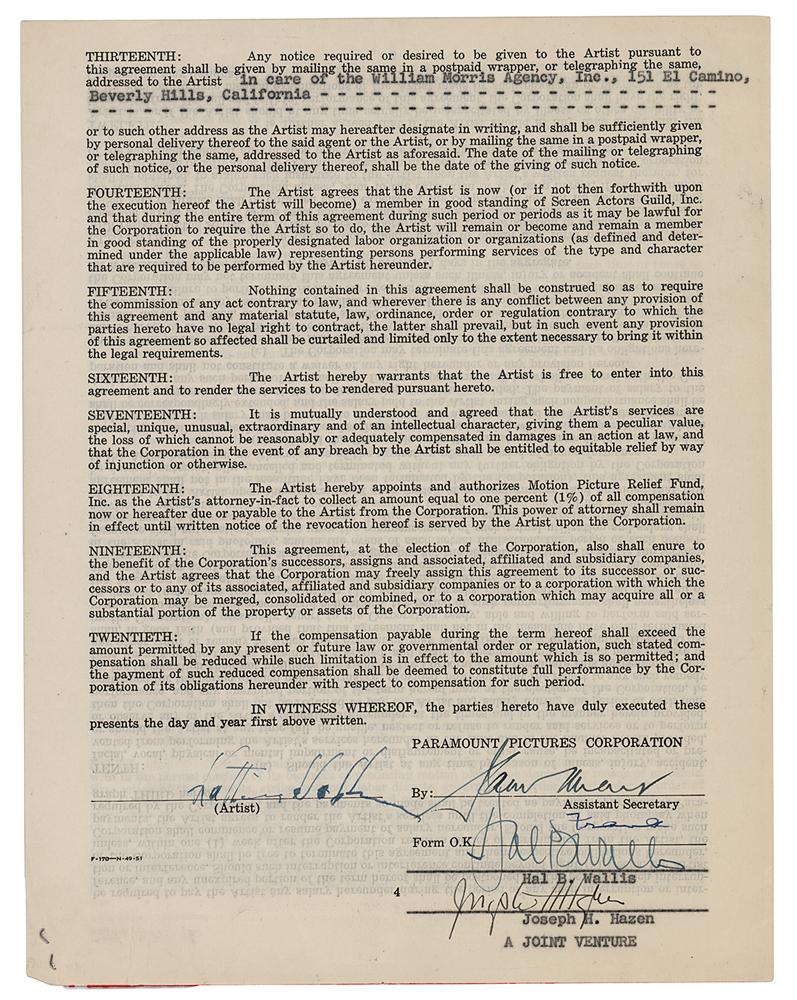 THIRTEENTH: Any notice required or desired to be given to the Artist pursuant to
this agreement shall be given by mailing the same in a postpaid wrapper, or telegraphing the same,
addressed to the Artist in care of the William Morris Agency, Inc., 151 El Camino,
Beverly Hills, California - - - - - - - - - - - - - - - - - - - - - -
- - - - - - - - - - - - - - - - - - - - - - - - - - - - - - - - - - -
or to such other address as the Artist may hereafter designate in writing, and shall be sufficiently given
by personal delivery thereof to the said agent or the Artist, or by mailing the same in a postpaid wrapper,
or telegraphing the same, addressed to the Artist as aforesaid. The date of the mailing or telegraphing
of such notice, or the personal delivery thereof, shall be the date of the giving of such notice.
FOURTEENTH: The Artist agrees that the Artist is now (or if not then forthwith upon
the execution hereof the Artist will become) a member in good standing of Screen Actors Guild, Inc.
and that during the entire term of this agreement during such period or periods as it may be lawful for
the Corporation to require the Artist so to do, the Artist will remain or become and remain a member
in good standing of the properly designated labor organization or organizations (as defined and deter-
mined under the applicable law) representing persons performing services of the type and character
that are required to be performed by the Artist hereunder.
FIFTEENTH: Nothing contained in this agreement shall be construed so as to require
the commission of any act contrary to law, and wherever there is any conflict between any provision of
this agreement and any material statute, law, ordinance, order or regulation contrary to which the
parties hereto have no legal right to contract, the latter shall prevail, but in such event any provision
of this agreement so affected shall be curtailed and limited only to the extent necessary to bring it within
the legal requirements.
SIXTEENTH: The Artist hereby warrants that the Artist is free to enter into this
agreement and to render the services to be rendered pursuant hereto.
SEVENTEENTH: It is mutually understood and agreed that the Artist's services are
special, unique, unusual, extraordinary and of an intellectual character, giving them a peculiar value,
the loss of which cannot be reasonably or adequately compensated in damages in an action at law, and
that the Corporation in the event of any breach by the Artist shall be entitled to equitable relief by way
of injunction or otherwise.
EIGHTEENTH: The Artist hereby appoints and authorizes Motion Picture Relief Fund,
Inc. as the Artist's attorney-in-fact to collect an amount equal to one percent (1%) of all compensation
now or hereafter due or payable to the Artist from the Corporation. This power of attorney shall remain
in effect until written notice of the revocation hereof is served by the Artist upon the Corporation.
NINETEENTH: This agreement, at the election of the Corporation, also shall enure to
the benefit of the Corporation's successors, assigns and associated, affiliated and subsidiary companies,
and the Artist agrees that the Corporation may freely assign this agreement to its successor or suc-
cessors or to any of its associated, affiliated and subsidiary companies or to a corporation with which the
Corporation may be merged, consolidated or combined, or to a corporation which may acquire all or a
substantial portion of the property or assets of the Corporation.
TWENTIETH: If the compensation payable during the term hereof shall exceed the
amount permitted by any present or future law or governmental order or regulation, such stated com-
pensation shall be reduced while such limitation is in effect to the amount which is so permitted; and
the payment of such reduced compensation shall be deemed to constitute full performance by the Cor-
poration of its obligations hereunder with respect to compensation for such period.
IN WITNESS WHEREOF, the parties hereto have duly executed these
presents the day and year first above written.
PARAMOUNT PICTURES CORPORATION
By:
(Artist)
Assistant Secretary
Form O.K. Hal B Wallis
F-170—N-49-51
Hal B. Wallis
4
Joseph H. Hazen
A JOINT VENTURE